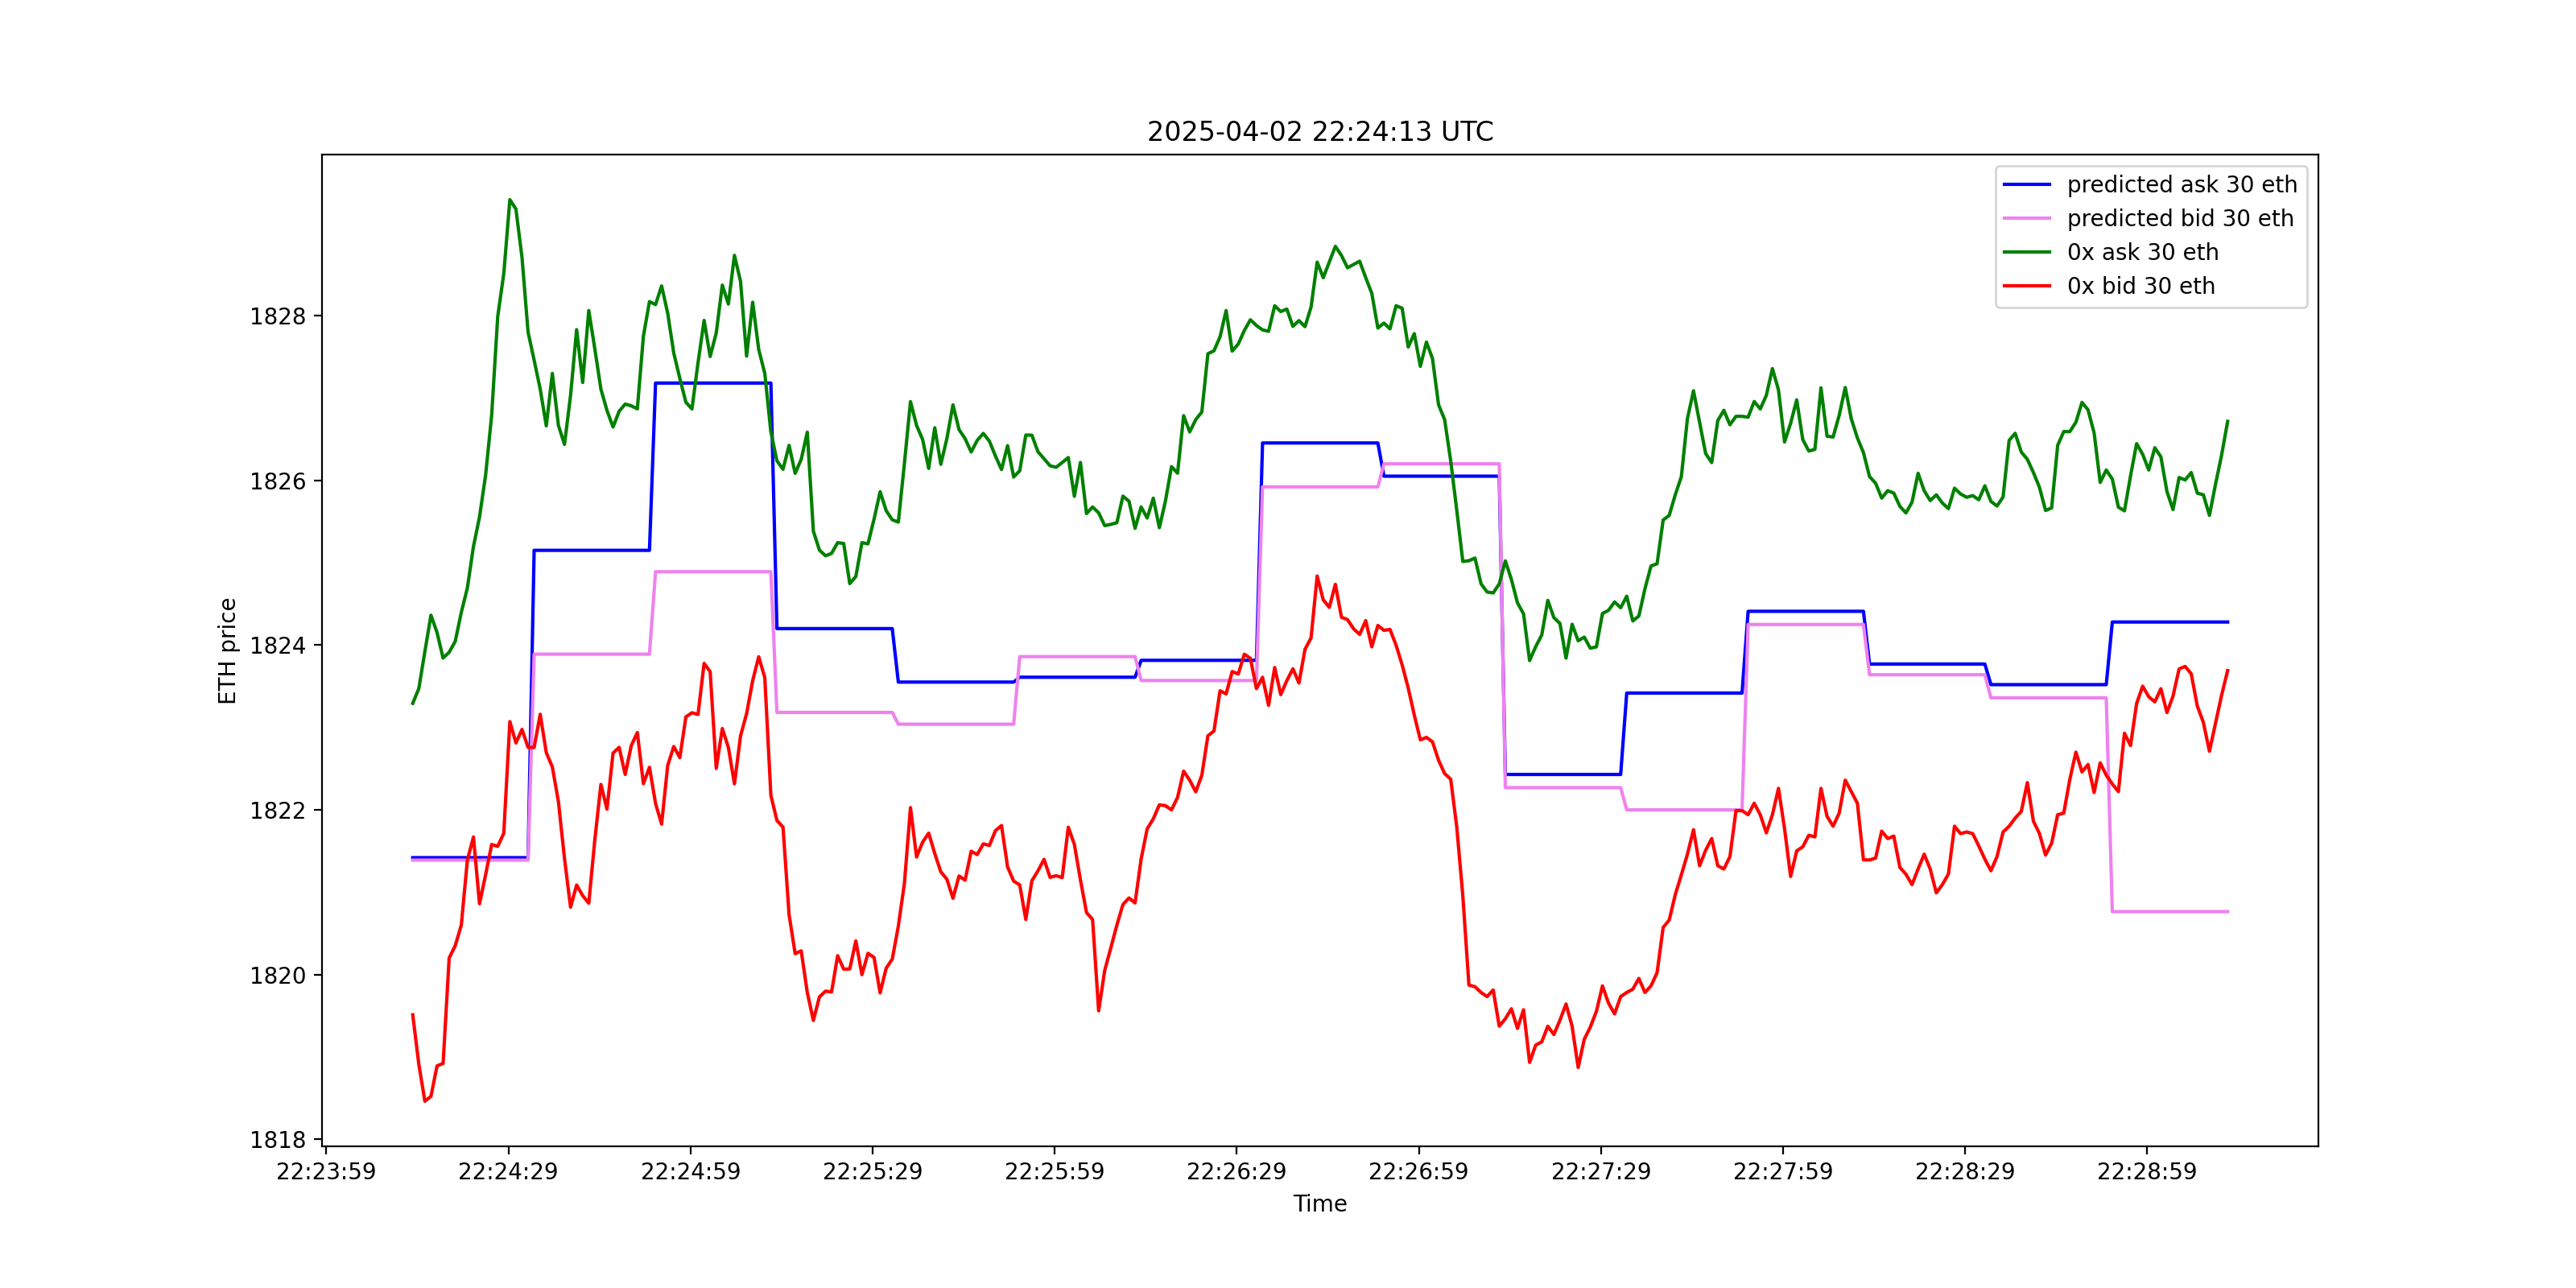 2025-04-02 22:24:13 UTC
predicted ask 30 eth
predicted bid 30 eth
0x ask 30 eth
0x bid 30 eth
ETH price
1828
1826
1824
1822
1820
1818
22:23:59 22:24:29 22:24:59 22:25:29 22:25:59 22:26:29 22:26:59 22:27:29 22:27:59 22:28:29 22:28:59
Time